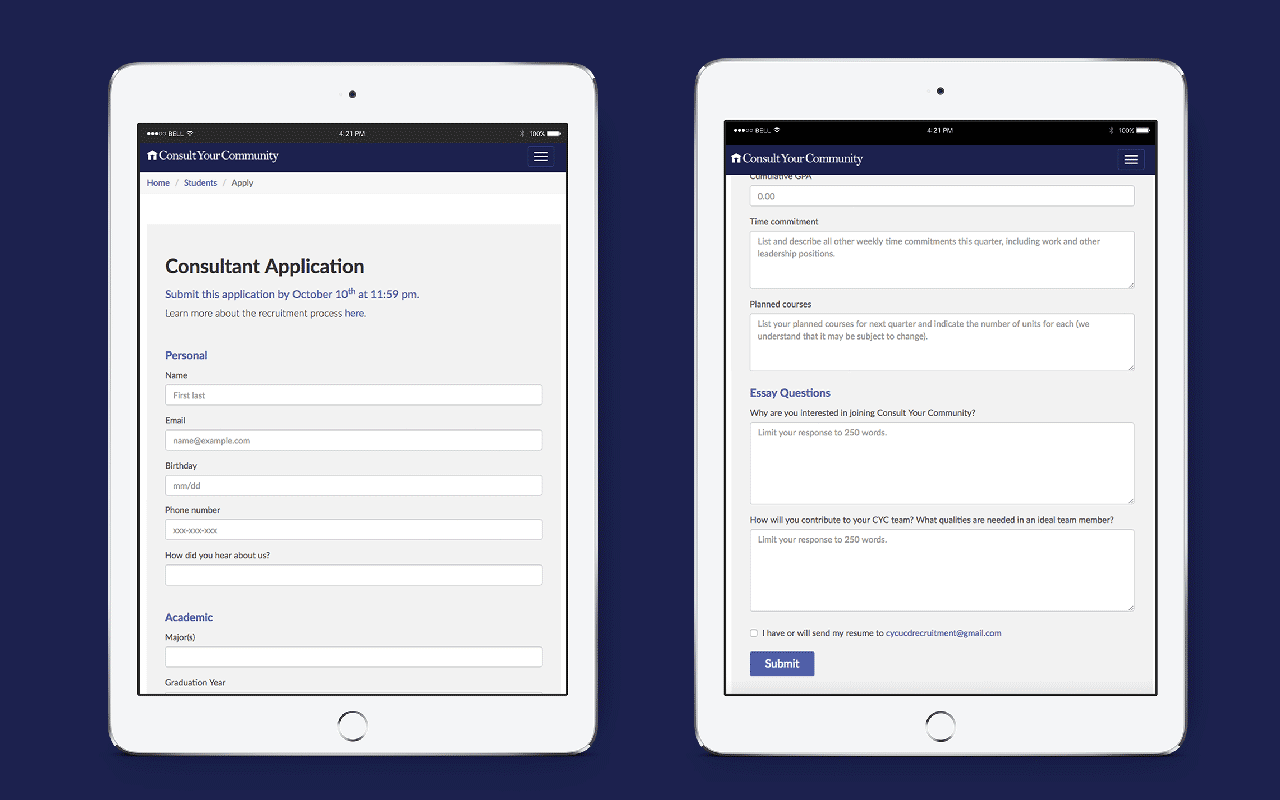 BELL
4:21 PM
100%
Consult Your Community
Home / Students / Apply
Consultant Application
Submit this application by October 10th at 11:59 pm.
Learn more about the recruitment process here.
Personal
Name
First last
Email
name@example.com
Birthday
mm/dd
Phone number
xxx-xxx-xxx
How did you hear about us?
Academic
Major(s)
Graduation Year
BELL
4:21 PM
100%
Consult Your Community
Cumulative GPA
0.00
Time commitment
List and describe all other weekly time commitments this quarter, including work and other
leadership positions.
Planned courses
List your planned courses for next quarter and indicate the number of units for each (we
understand that it may be subject to change).
Essay Questions
Why are you interested in joining Consult Your Community?
Limit your response to 250 words.
How will you contribute to your CYC team? What qualities are needed in an ideal team member?
Limit your response to 250 words.
I have or will send my resume to cycucdrecruitment@gmail.com
Submit